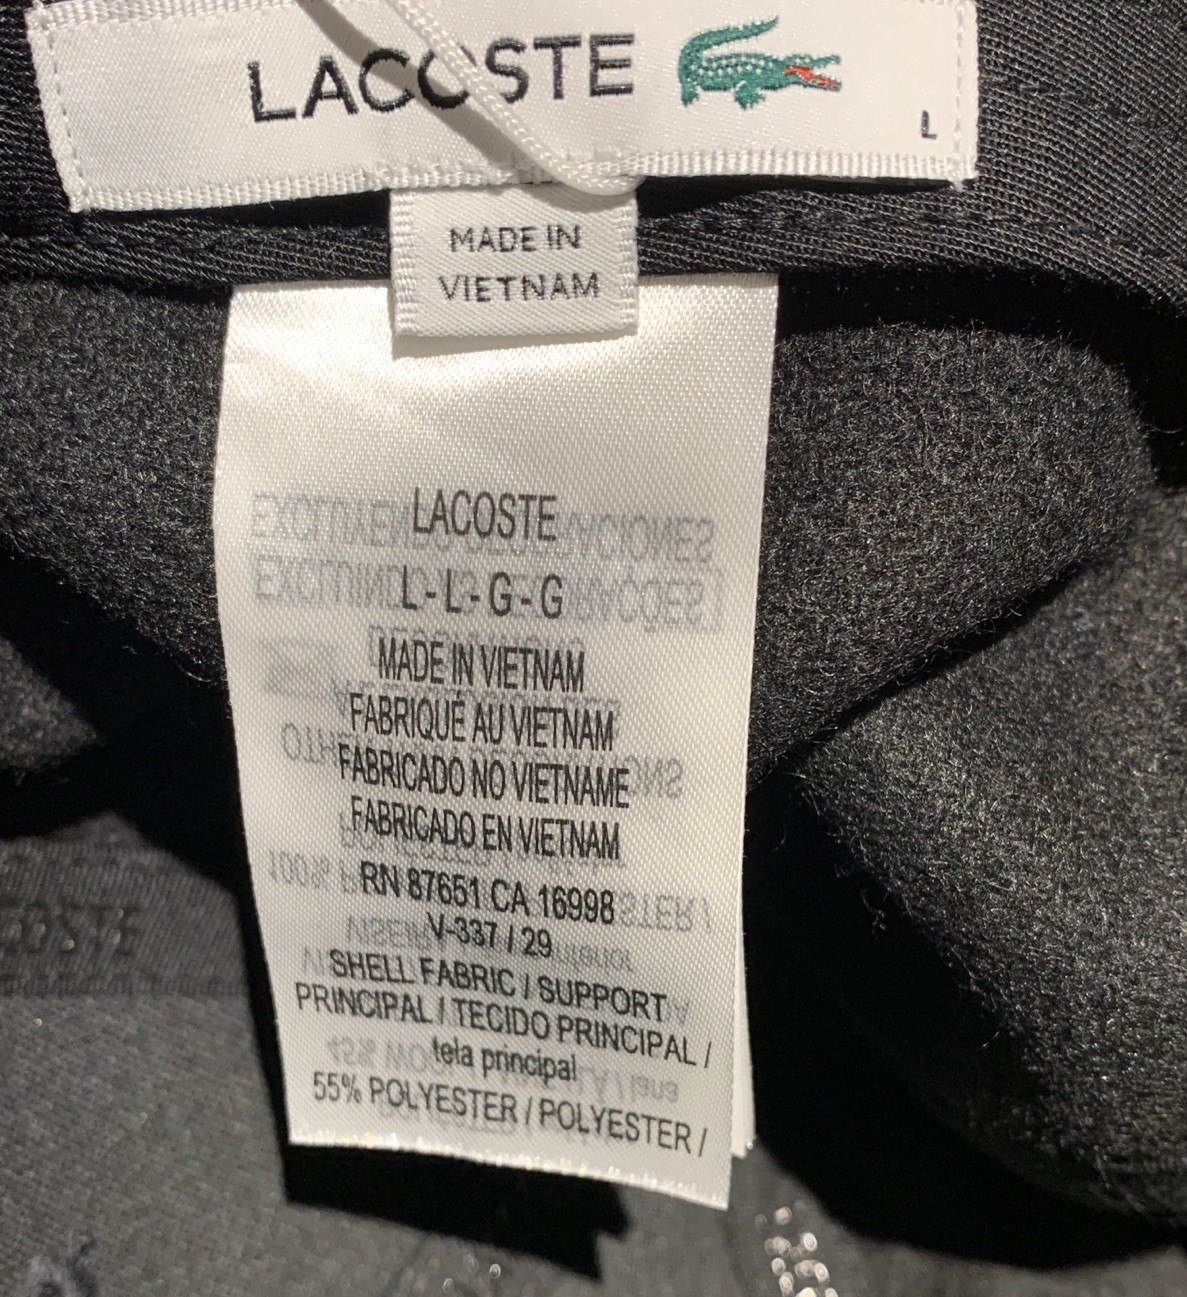 LACOSTE
L
MADE IN
VIETNAM
LACOSTE
L - L - G - G
MADE IN VIETNAM
FABRIQUÉ AU VIETNAM
FABRICADO NO VIETNAME
FABRICADO EN VIETNAM
RN 87651 CA 16998
V-337 / 29
SHELL FABRIC / SUPPORT
PRINCIPAL / TECIDO PRINCIPAL /
tela principal
55% POLYESTER / POLYESTER /